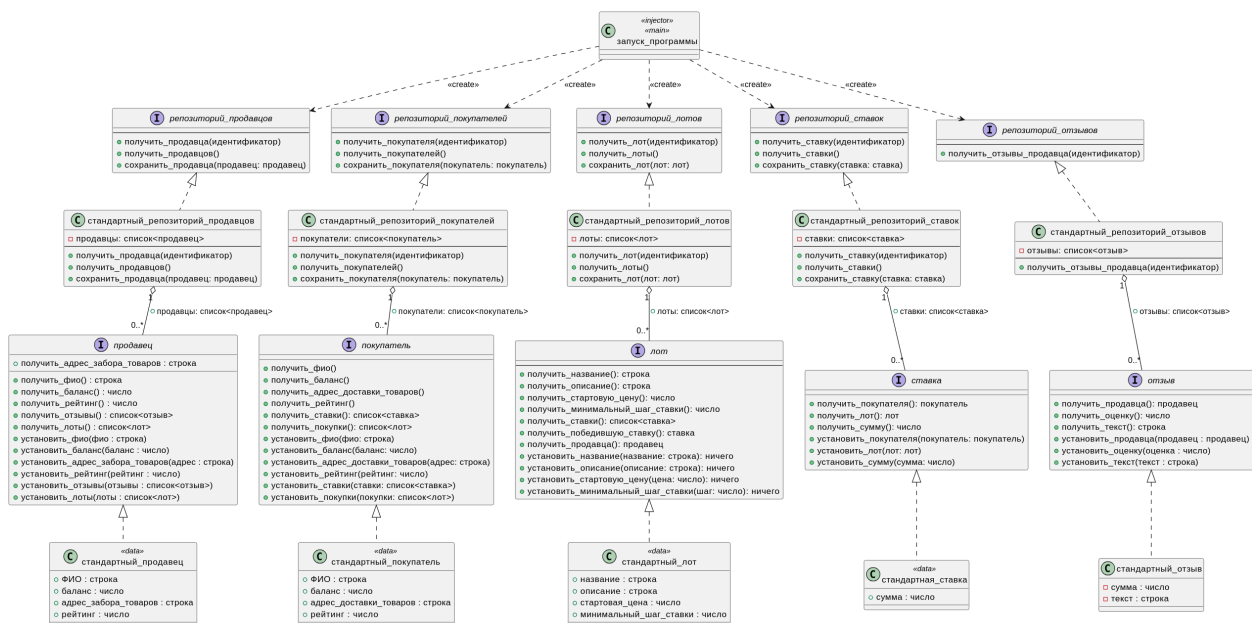 «injector»
«main»
C запуск_программы
«create»
«create»
«create»
«create»
«create»
I репозиторий_продавцов
получить_продавца(идентификатор)
получить_продавцов()
сохранить_продавца(продавец: продавец)
I репозиторий_покупателей
получить_покупателя(идентификатор)
получить_покупателей()
сохранить_покупателя(покупатель: покупатель)
I репозиторий_лотов
получить_лот(идентификатор)
получить_лоты()
сохранить_лот(лот: лот)
I репозиторий_ставок
получить_ставку(идентификатор)
получить_ставки()
сохранить_ставку(ставка: ставка)
I репозиторий_отзывов
получить_отзывы_продавца(идентификатор)
C стандартный_репозиторий_продавцов
продавцы: список<продавец>
получить_продавца(идентификатор)
получить_продавцов()
сохранить_продавца(продавец: продавец)
C стандартный_репозиторий_покупателей
покупатели: список<покупатель>
получить_покупателя(идентификатор)
получить_покупателей()
сохранить_покупателя(покупатель: покупатель)
C стандартный_репозиторий_лотов
лоты: список<лот>
получить_лот(идентификатор)
получить_лоты()
сохранить_лот(лот: лот)
C стандартный_репозиторий_ставок
ставки: список<ставка>
получить_ставку(идентификатор)
получить_ставки()
сохранить_ставку(ставка: ставка)
C стандартный_репозиторий_отзывов
отзывы: список<отзыв>
получить_отзывы_продавца(идентификатор)
1
продавцы: список<продавец>
0..*
1
покупатели: список<покупатель>
0..*
1
лоты: список<лот>
0..*
1
ставки: список<ставка>
0..*
1
отзывы: список<отзыв>
0..*
I продавец
получить_адрес_забора_товаров : строка
получить_фио() : строка
получить_баланс() : число
получить_рейтинг() : число
получить_отзывы() : список<отзыв>
получить_лоты() : список<лот>
установить_фио(фио : строка)
установить_баланс(баланс : число)
установить_адрес_забора_товаров(адрес : строка)
установить_рейтинг(рейтинг : число)
установить_отзывы(отзывы : список<отзыв>)
установить_лоты(лоты : список<лот>)
I покупатель
получить_фио()
получить_баланс()
получить_адрес_доставки_товаров()
получить_рейтинг()
получить_ставки(): список<ставка>
получить_покупки(): список<лот>
установить_фио(фио: строка)
установить_баланс(баланс: число)
установить_адрес_доставки_товаров(адрес: строка)
установить_рейтинг(рейтинг: число)
установить_ставки(ставки: список<ставка>)
установить_покупки(покупки: список<лот>)
I лот
получить_название(): строка
получить_описание(): строка
получить_стартовую_цену(): число
получить_минимальный_шаг_ставки(): число
получить_ставки(): список<ставка>
получить_победившую_ставку(): ставка
получить_продавца(): продавец
установить_название(название: строка): ничего
установить_описание(описание: строка): ничего
установить_стартовую_цену(цена: число): ничего
установить_минимальный_шаг_ставки(шаг: число): ничего
I ставка
получить_покупателя(): покупатель
получить_лот(): лот
получить_сумму(): число
установить_покупателя(покупатель: покупатель)
установить_лот(лот: лот)
установить_сумму(сумма: число)
I отзыв
получить_продавца(): продавец
получить_оценку(): число
получить_текст(): строка
установить_продавца(продавец : продавец)
установить_оценку(оценка : число)
установить_текст(текст : строка)
«data»
C стандартный_продавец
ФИО : строка
баланс : число
адрес_забора_товаров : строка
рейтинг : число
«data»
C стандартный_покупатель
ФИО : строка
баланс : число
адрес_доставки_товаров : строка
рейтинг : число
«data»
C стандартный_лот
название : строка
описание : строка
стартовая_цена : число
минимальный_шаг_ставки : число
«data»
C стандартная_ставка
сумма : число
C стандартный_отзыв
сумма : число
текст : строка